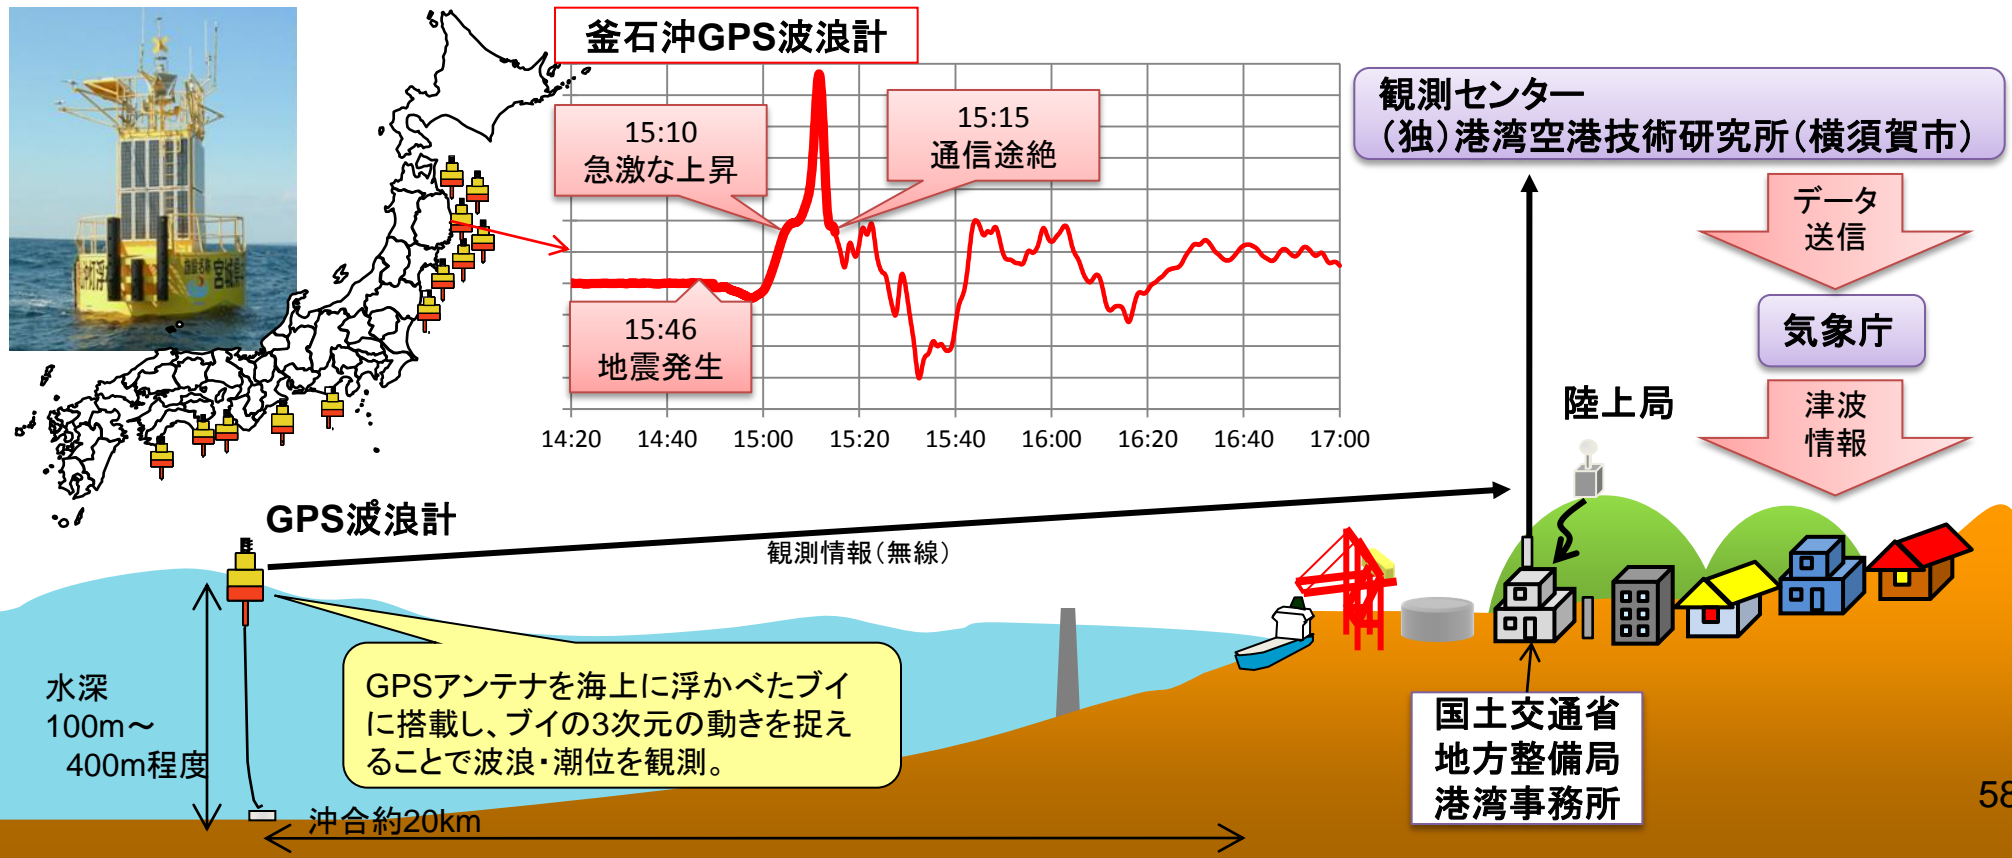 釜石沖GPS波浪計
15:10
急激な上昇
15:15
通信途絶
15:46
地震発生
14:20
14:40
15:00
15:20
15:40
16:00
16:20
16:40
17:00
観測センター
（独）港湾空港技術研究所（横須賀市）
データ
送信
気象庁
津波
情報
陸上局
GPS波浪計
観測情報（無線）
GPSアンテナを海上に浮かべたブイ
に搭載し、ブイの3次元の動きを捉え
ることで波浪・潮位を観測。
水深
100m～
400m程度
沖合約20km
国土交通省
地方整備局
港湾事務所
58